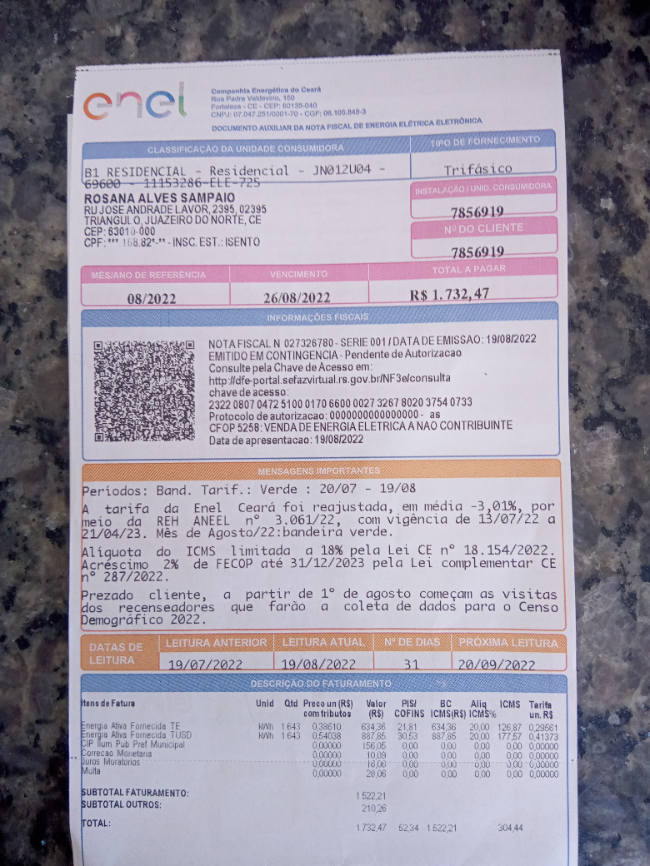 enel
Companhia Energética do Ceará
Rua Padre Valdevino, 150
Fortaleza - CE - CEP: 60135-040
CNPJ: 07.047.251/0001-70 - CGF: 06.105.848-3
DOCUMENTO AUXILIAR DA NOTA FISCAL DE ENERGIA ELÉTRICA ELETRÔNICA
CLASSIFICAÇÃO DA UNIDADE CONSUMIDORA
TIPO DE FORNECIMENTO
B1 RESIDENCIAL - Residencial - JN012U04 -
69600 - 11153286-ELE-725
Trifásico
ROSANA ALVES SAMPAIO
RU JOSE ANDRADE LAVOR, 2395, 02395
TRIANGULO, JUAZEIRO DO NORTE, CE
CEP: 63010-000
CPF: *** 168.82*-** - INSC. EST.: ISENTO
INSTALAÇÃO / UNID. CONSUMIDORA
7856919
Nº DO CLIENTE
7856919
MÊS/ANO DE REFERÊNCIA VENCIMENTO TOTAL A PAGAR
08/2022 26/08/2022 R$ 1.732,47
INFORMAÇÕES FISCAIS
NOTA FISCAL N 027326780 - SERIE 001 / DATA DE EMISSAO: 19/08/2022
EMITIDO EM CONTINGENCIA - Pendente de Autorizacao
Consulte pela Chave de Acesso em:
http://dfe-portal.sefazvirtual.rs.gov.br/NF3e/consulta
chave de acesso:
2322 0807 0472 5100 0170 6600 0027 3267 8020 3754 0733
Protocolo de autorizacao: 0000000000000000 - as
CFOP 5258: VENDA DE ENERGIA ELETRICA A NAO CONTRIBUINTE
Data de apresentacao: 19/08/2022
MENSAGENS IMPORTANTES
Períodos: Band. Tarif.: Verde : 20/07 - 19/08
A tarifa da Enel Ceará foi reajustada, em média -3,01%, por
meio da REH ANEEL nº 3.061/22, com vigência de 13/07/22 a
21/04/23. Mês de Agosto/22:bandeira verde.
Alíquota do ICMS limitada a 18% pela Lei CE nº 18.154/2022.
Acréscimo 2% de FECOP até 31/12/2023 pela Lei complementar CE
nº 287/2022.
Prezado cliente, a partir de 1º de agosto começam as visitas
dos recenseadores que farão a coleta de dados para o Censo
Demográfico 2022.
DATAS DE LEITURA
LEITURA ANTERIOR LEITURA ATUAL Nº DE DIAS PRÓXIMA LEITURA
19/07/2022 19/08/2022 31 20/09/2022
DESCRIÇÃO DO FATURAMENTO
Itens de Fatura Unid Qtd Preco un (R$) com tributos Valor (R$) PIS/ COFINS BC ICMS(R$) Aliq ICMS% ICMS Tarifa un. R$
Energia Ativa Fornecida TE kWh 1.643 0,38610 634,36 21,81 634,36 20,00 126,87 0,29561
Energia Ativa Fornecida TUSD kWh 1.643 0,54038 887,85 30,53 887,85 20,00 177,57 0,41373
CIP Ilum Pub Pref Municipal 0,00000 156,05 0,00 0,00 0,00 0,00 0,00000
Correcao Monetaria 0,00000 10,09 0,00 0,00 0,00 0,00 0,00000
Juros Moratorios 0,00000 16,06 0,00 0,00 0,00 0,00 0,00000
Multa 0,00000 28,06 0,00 0,00 0,00 0,00 0,00000
SUBTOTAL FATURAMENTO: 1.522,21
SUBTOTAL OUTROS: 210,26
TOTAL: 1.732,47 52,34 1.522,21 304,44